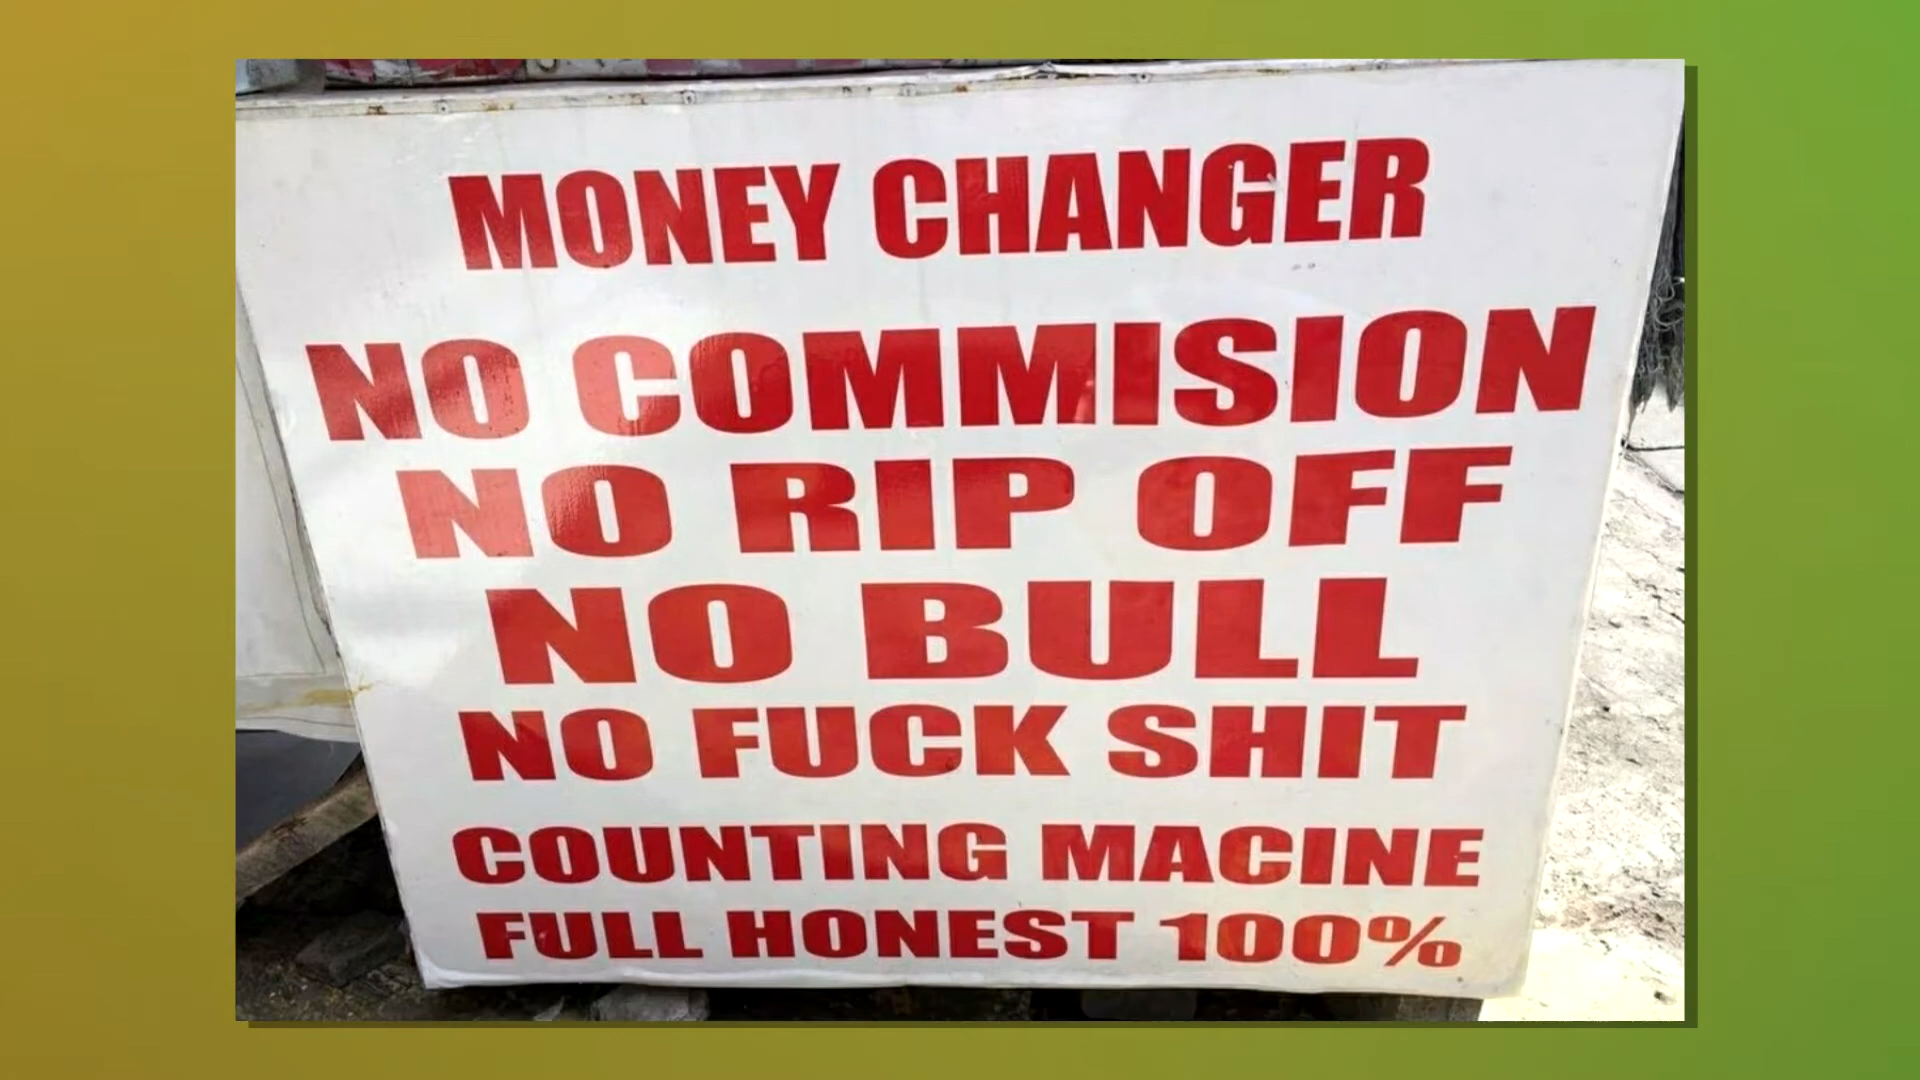 MONEY CHANGER
NO COMMISION
NO RIP OFF
NO BULL
NO FUCK SHIT
COUNTING MACINE
FULL HONEST 100%